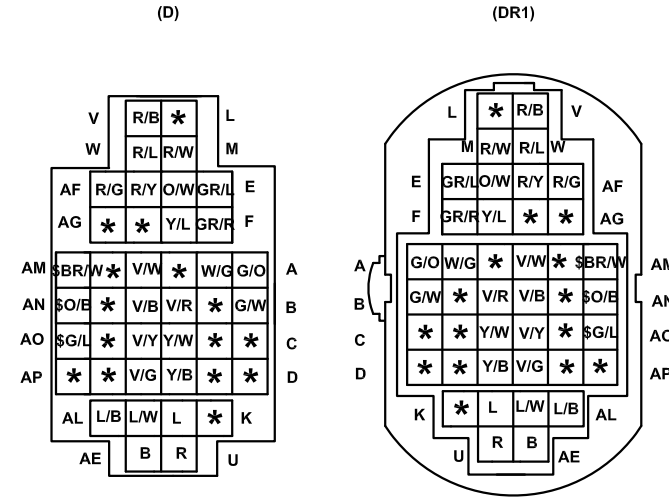 (D) (DR1)
V R/B * L L * R/B V
W R/L R/W M M R/W R/L W
AF R/G R/Y O/W GR/L E E GR/L O/W R/Y R/G AF
AG * * Y/L GR/R F F GR/R Y/L * * AG
AM $BR/W * V/W * W/G G/O A A G/O W/G * V/W * $BR/W AM
AN $O/B * V/B V/R * G/W B B G/W * V/R V/B * $O/B AN
AO $G/L * V/Y Y/W * * C C * * Y/W V/Y * $G/L AO
AP * * V/G Y/B * * D D * * Y/B V/G * * AP
AL L/B L/W L * K K * L L/W L/B AL
AE B R U U R B AE